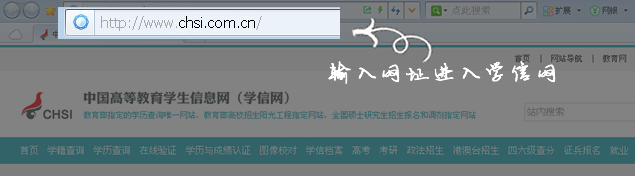 点此搜索 扩展 网银
http://www.chsi.com.cn/
首页 | 网站导航 | 教育网
输入网址进入学信网
CHSI
中国高等教育学生信息网（学信网）
教育部指定的学历查询唯一网站、教育部高校招生阳光工程指定网站、全国硕士研究生招生报名和调剂指定网站
站内搜索
首页 学籍查询 学历查询 在线验证 学历与成绩认证 图像校对 学信档案 高考 考研 政法招生 港澳台招生 四六级查分 征兵报名 就业